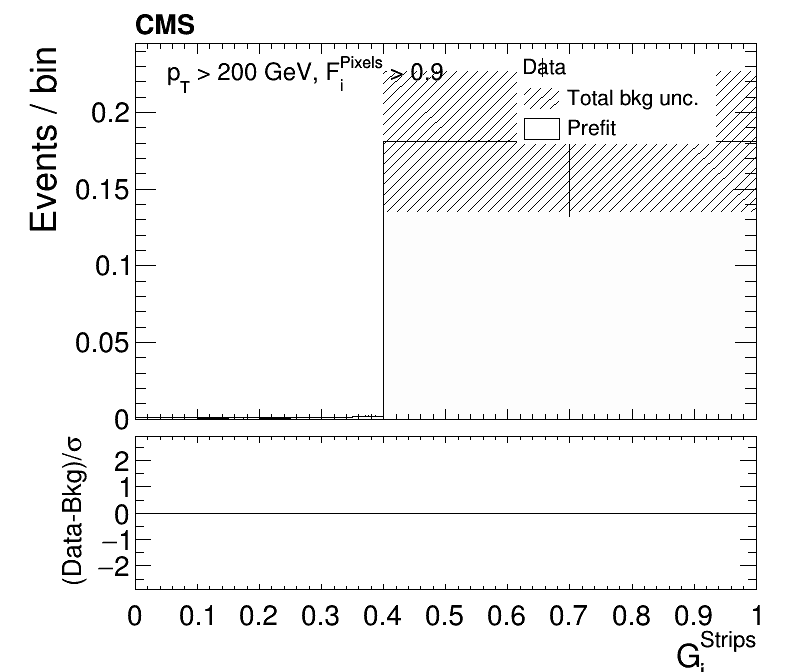 CMS
p_T > 200 GeV, F_i^Pixels > 0.9
Data
Total bkg unc.
Prefit
Events / bin
0.2
0.15
0.1
0.05
0
(Data-Bkg)/σ
2
1
0
−1
−2
0 0.1 0.2 0.3 0.4 0.5 0.6 0.7 0.8 0.9 1
G_i^Strips